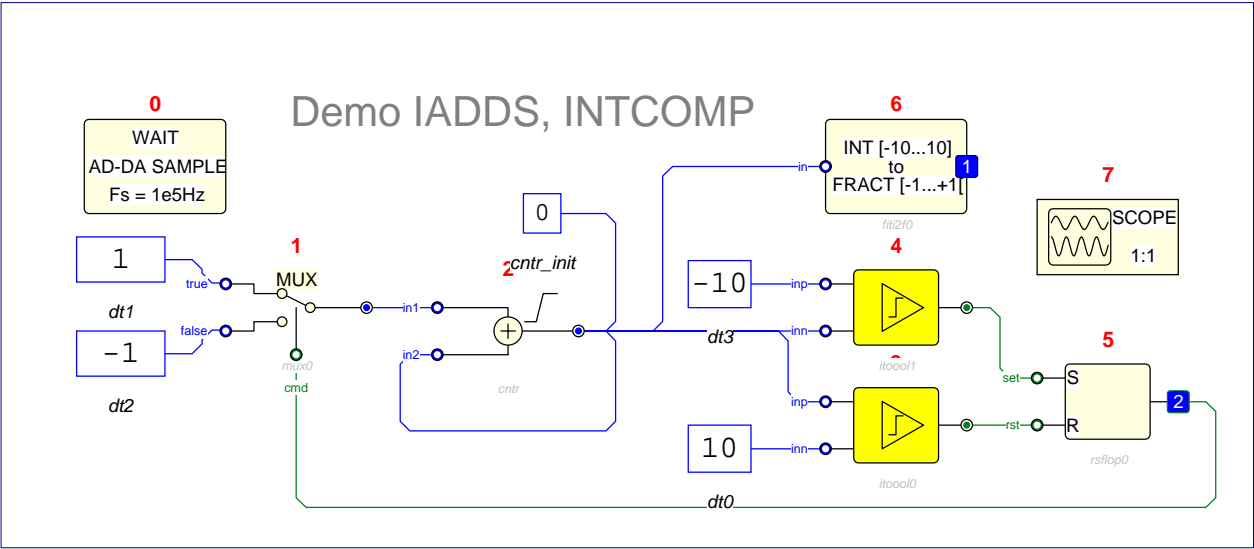 Demo IADDS, INTCOMP
0
WAIT
AD-DA SAMPLE
Fs = 1e5Hz
6
INT [-10...10]
to
FRACT [-1...+1[
1
in
fiti2f0
7
SCOPE
1:1
1
dt1
true
1
MUX
false
-1
dt2
mux0
cmd
0
cntr_init
2
in1
in2
cntr
4
-10
dt3
inp
inn
itoool1
10
dt0
inp
inn
itoool0
5
set
S
rst
R
2
rsflop0